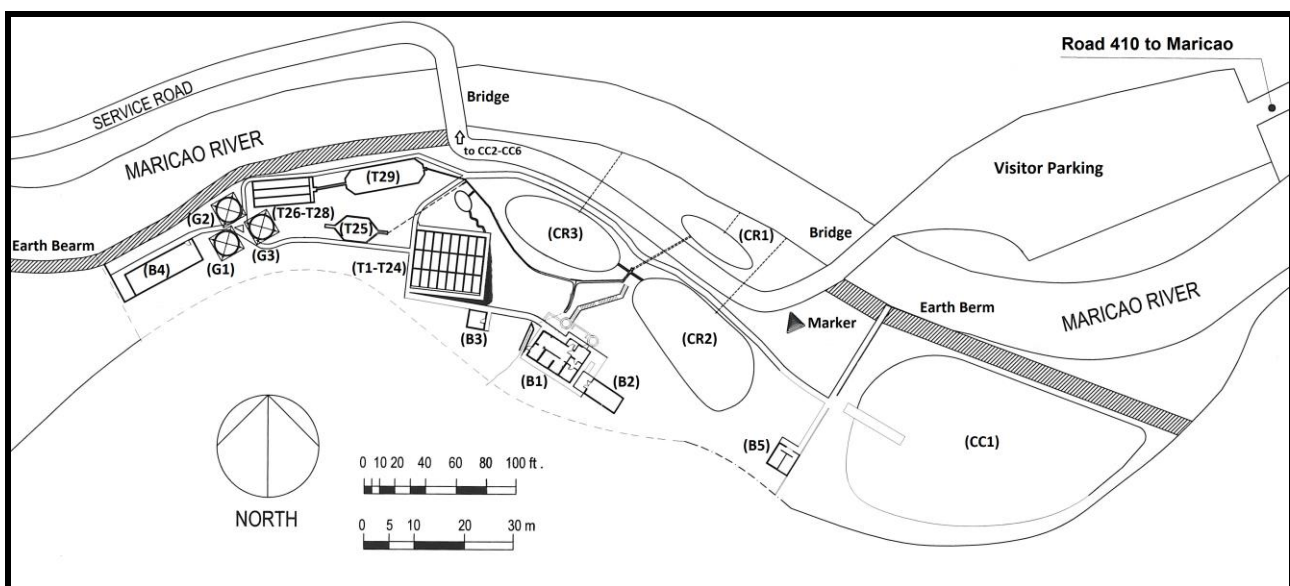 Road 410 to Maricao
SERVICE ROAD
Bridge
MARICAO RIVER
to CC2-CC6
Visitor Parking
(T29)
(T26-T28)
(G2)
(T25)
(CR3)
(CR1)
Bridge
Earth Bearm
(B4)
(G1)
(G3)
(T1-T24)
Earth Berm
MARICAO RIVER
Marker
(B3)
(CR2)
(B1)
(B2)
(B5)
(CC1)
0 10 20 40 60 80 100 ft .
NORTH
0 5 10 20 30 m